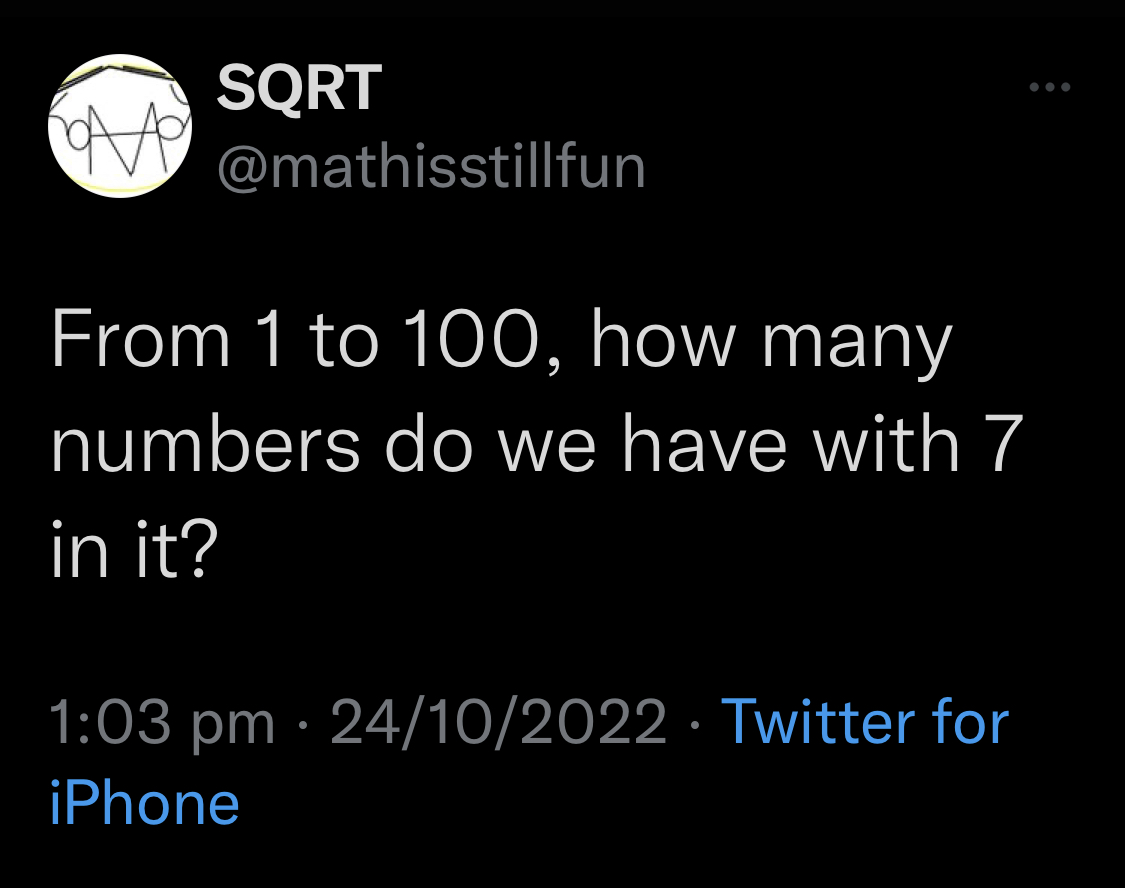 SQRT
@mathisstillfun
From 1 to 100, how many
numbers do we have with 7
in it?
1:03 pm · 24/10/2022 · Twitter for
iPhone